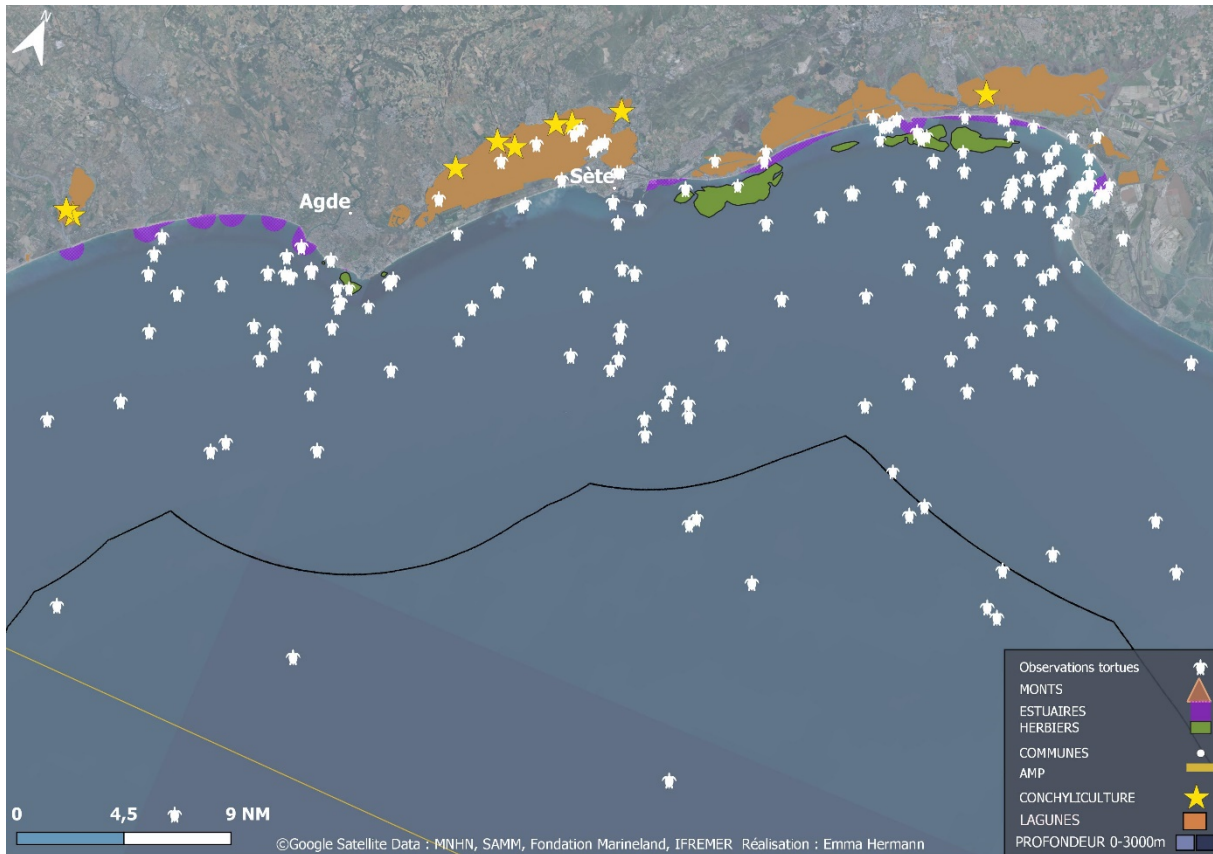 Sète
Agde
Observations tortues
MONTS
ESTUAIRES
HERBIERS
COMMUNES
AMP
CONCHYLICULTURE
LAGUNES
PROFONDEUR 0-3000m
0 4,5 9 NM
©Google Satellite Data : MNHN, SAMM, Fondation Marineland, IFREMER Réalisation : Emma Hermann